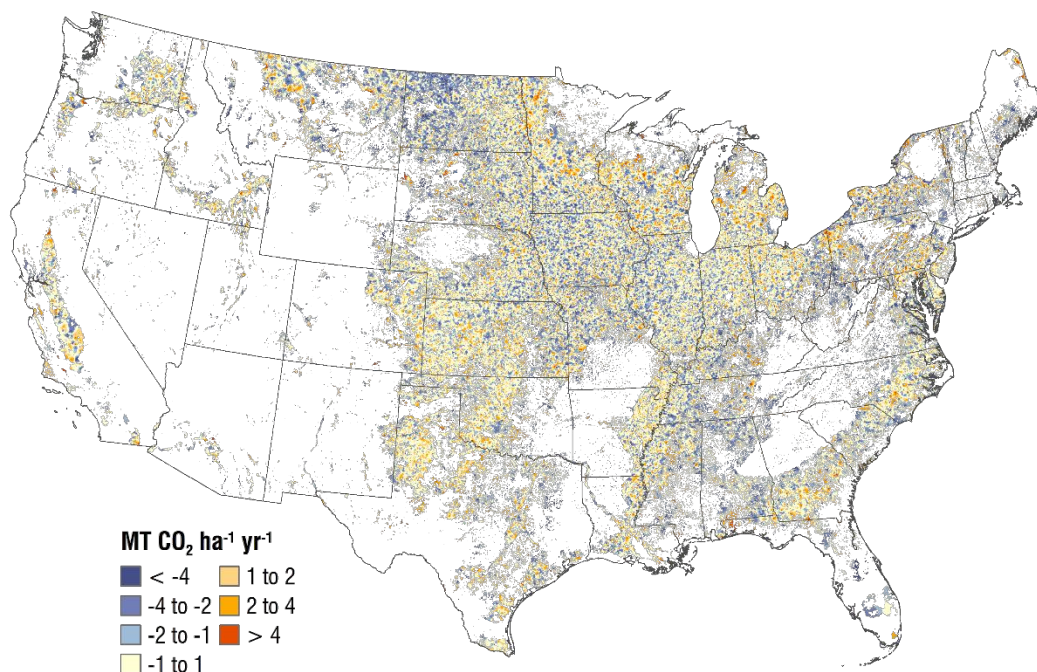 MT CO₂ ha⁻¹ yr⁻¹
< -4
-4 to -2
-2 to -1
-1 to 1
1 to 2
2 to 4
> 4